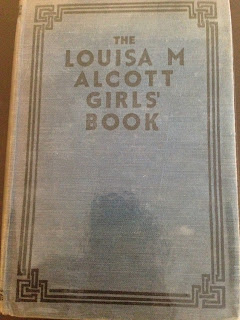 THE
LOUISA M
ALCOTT
GIRLS'
BOOK